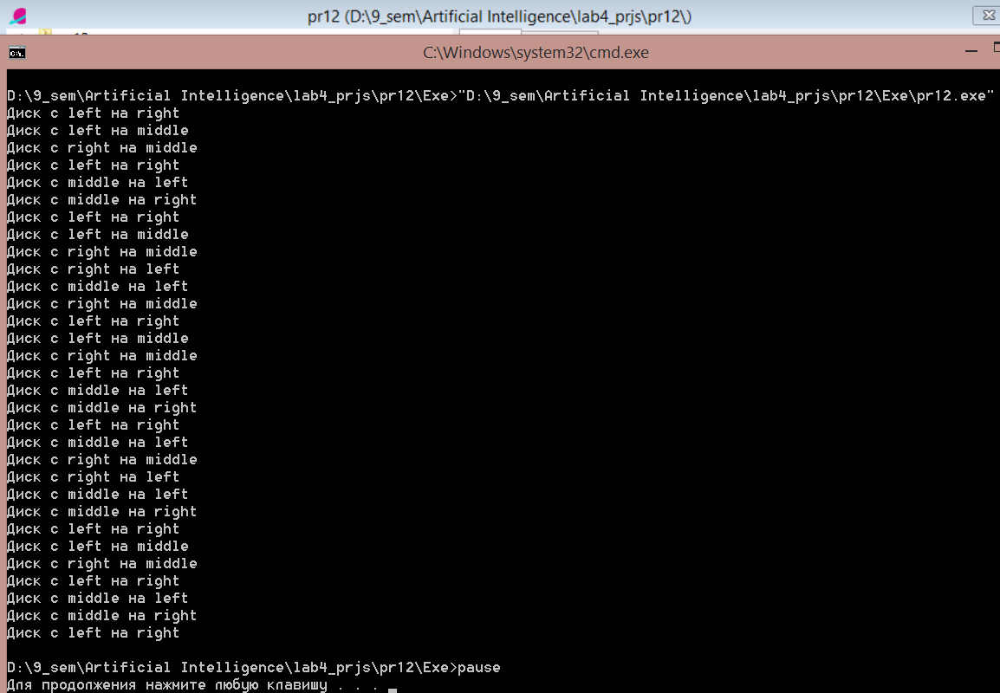 pr12 (D:\9_sem\Artificial Intelligence\lab4_prjs\pr12\)
C:\Windows\system32\cmd.exe
D:\9_sem\Artificial Intelligence\lab4_prjs\pr12\Exe>"D:\9_sem\Artificial Intelligence\lab4_prjs\pr12\Exe\pr12.exe"
Диск с left на right
Диск с left на middle
Диск с right на middle
Диск с left на right
Диск с middle на left
Диск с middle на right
Диск с left на right
Диск с left на middle
Диск с right на middle
Диск с right на left
Диск с middle на left
Диск с right на middle
Диск с left на right
Диск с left на middle
Диск с right на middle
Диск с left на right
Диск с middle на left
Диск с middle на right
Диск с left на right
Диск с middle на left
Диск с right на middle
Диск с right на left
Диск с middle на left
Диск с middle на right
Диск с left на right
Диск с left на middle
Диск с right на middle
Диск с left на right
Диск с middle на left
Диск с middle на right
Диск с left на right
D:\9_sem\Artificial Intelligence\lab4_prjs\pr12\Exe>pause
Для продолжения нажмите любую клавишу . . .